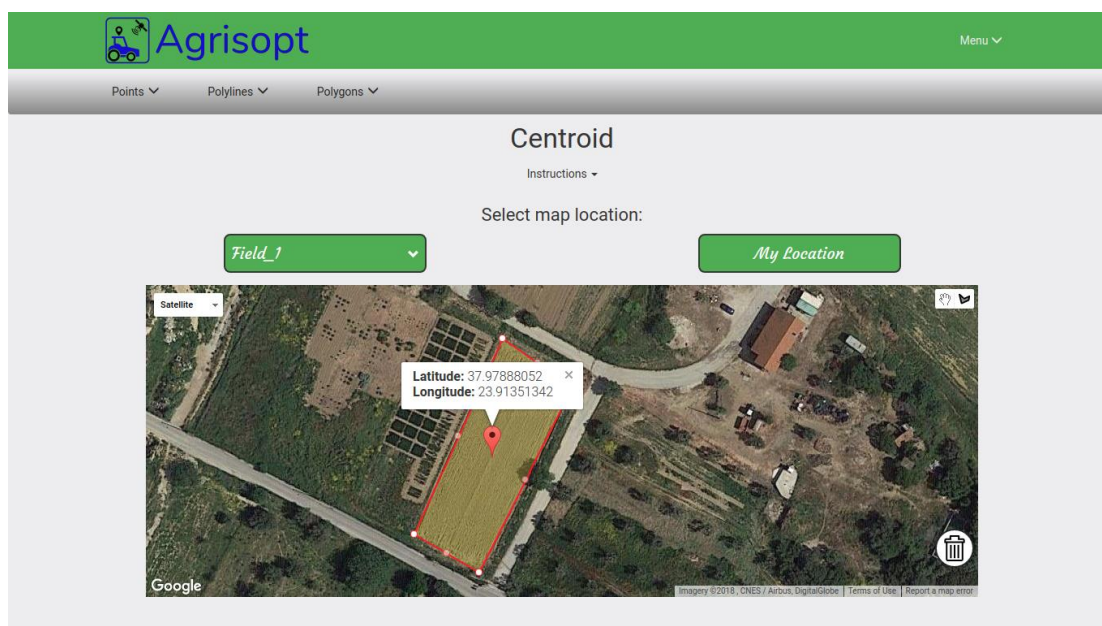 Agrisopt
Menu
Points
Polylines
Polygons
Centroid
Instructions
Select map location:
Field_1
My Location
Satellite
Latitude: 37.97888052
Longitude: 23.91351342
Google
Imagery ©2018 , CNES / Airbus, DigitalGlobe
Terms of Use
Report a map error